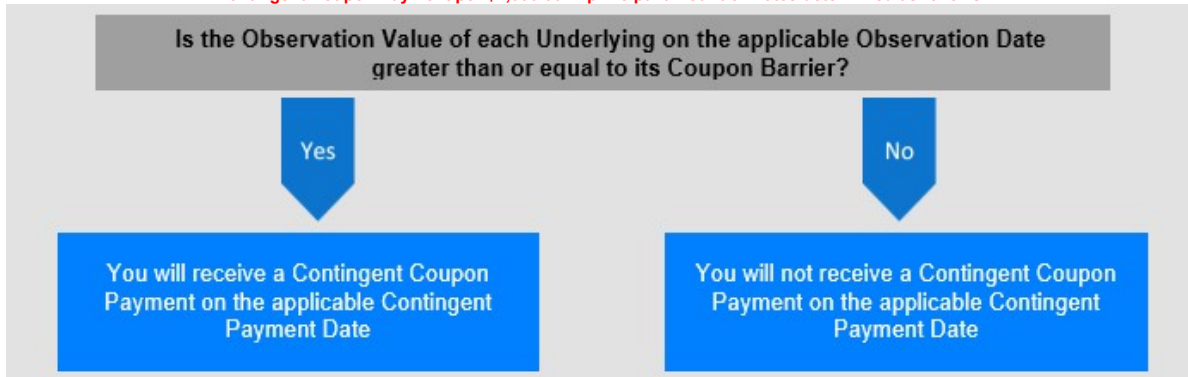 Is the Observation Value of each Underlying on the applicable Observation Date
greater than or equal to its Coupon Barrier?
Yes
No
You will receive a Contingent Coupon
Payment on the applicable Contingent
Payment Date
You will not receive a Contingent Coupon
Payment on the applicable Contingent
Payment Date